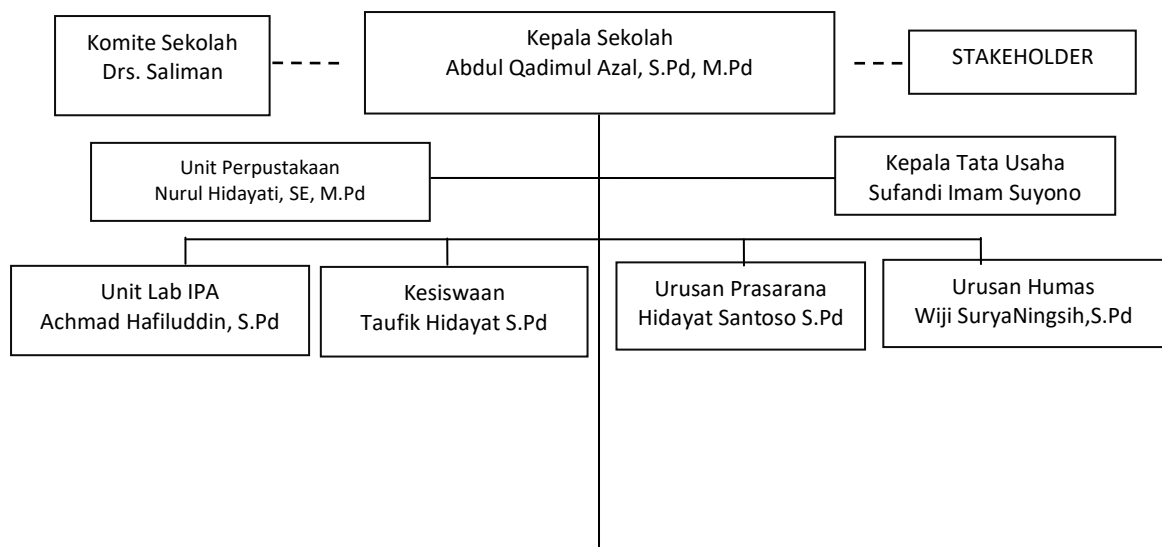 Komite Sekolah
Drs. Saliman
Kepala Sekolah
Abdul Qadimul Azal, S.Pd, M.Pd
STAKEHOLDER
Unit Perpustakaan
Nurul Hidayati, SE, M.Pd
Kepala Tata Usaha
Sufandi Imam Suyono
Unit Lab IPA
Achmad Hafiluddin, S.Pd
Kesiswaan
Taufik Hidayat S.Pd
Urusan Prasarana
Hidayat Santoso S.Pd
Urusan Humas
Wiji SuryaNingsih,S.Pd